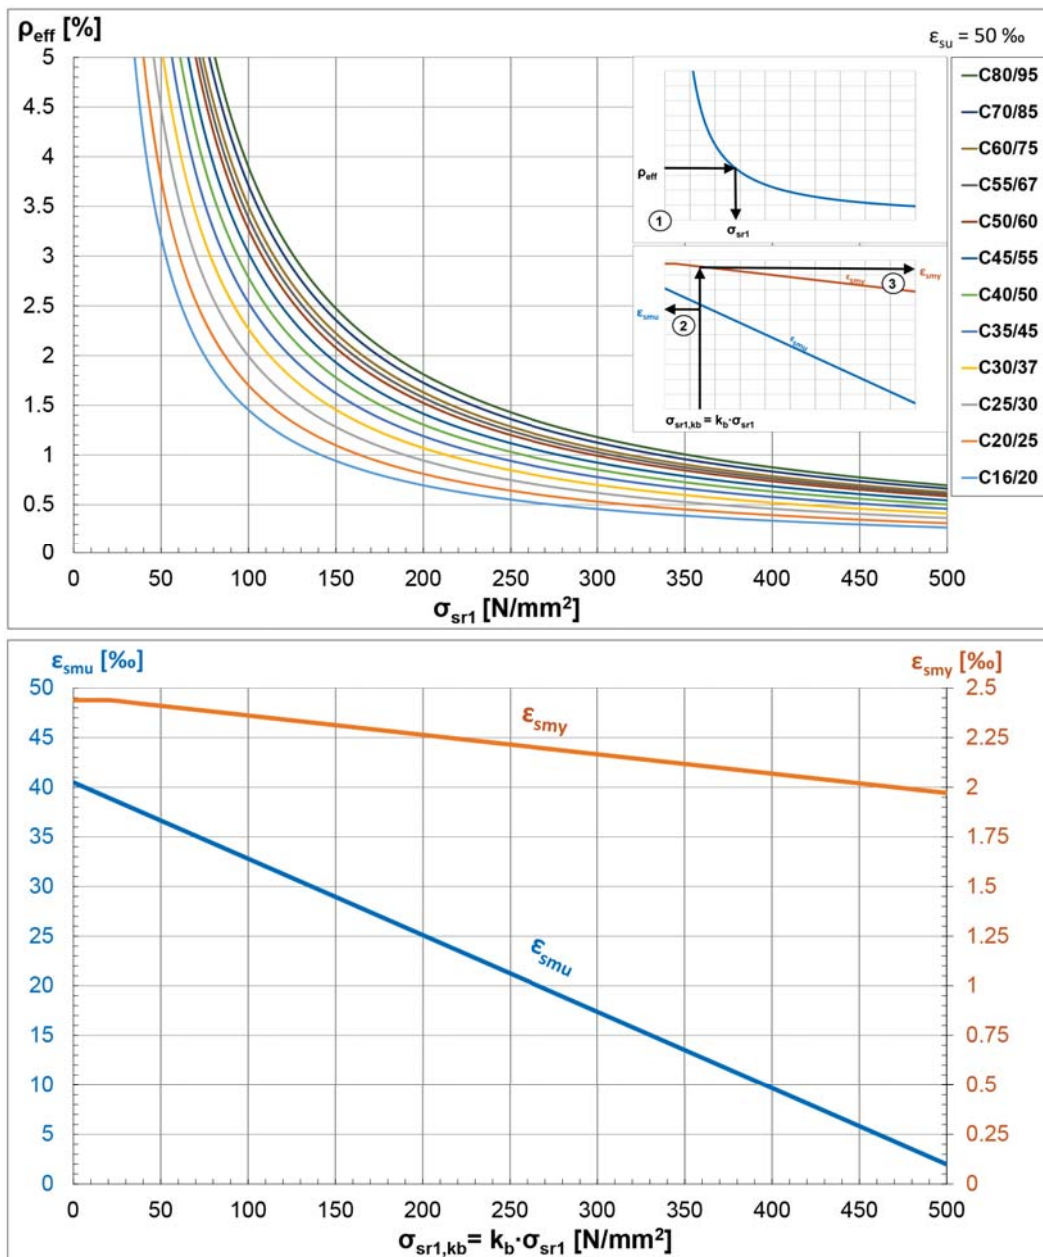 ρeff [%]
εsu = 50 ‰
5
4.5
4
3.5
3
2.5
2
1.5
1
0.5
0
0 50 100 150 200 250 300 350 400 450 500
σsr1 [N/mm²]
C80/95
C70/85
C60/75
C55/67
C50/60
C45/55
C40/50
C35/45
C30/37
C25/30
C20/25
C16/20
ρeff
1
σsr1
εsmy
3
εsmy
εsmu
2
εsmu
σsr1,kb = kb·σsr1
εsmu [‰]
εsmy [‰]
50
45
40
35
30
25
20
15
10
5
0
εsmy
εsmu
2.5
2.25
2
1.75
1.5
1.25
1
0.75
0.5
0.25
0
0 50 100 150 200 250 300 350 400 450 500
σsr1,kb= kb·σsr1 [N/mm²]